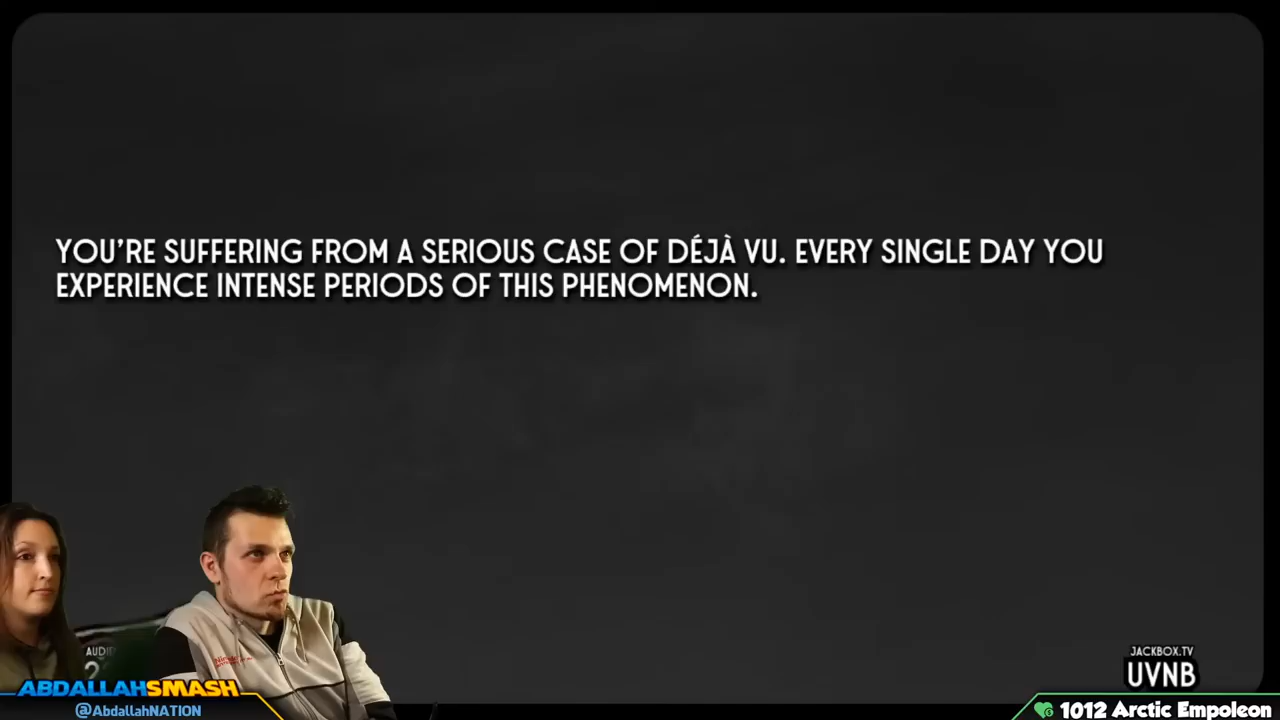 YOU'RE SUFFERING FROM A SERIOUS CASE OF DÉJÀ VU. EVERY SINGLE DAY YOU
EXPERIENCE INTENSE PERIODS OF THIS PHENOMENON.
JACKBOX.TV
UVNB
ABDALLAHSMASH
@AbdallahNATION
1012 Arctic Empoleon